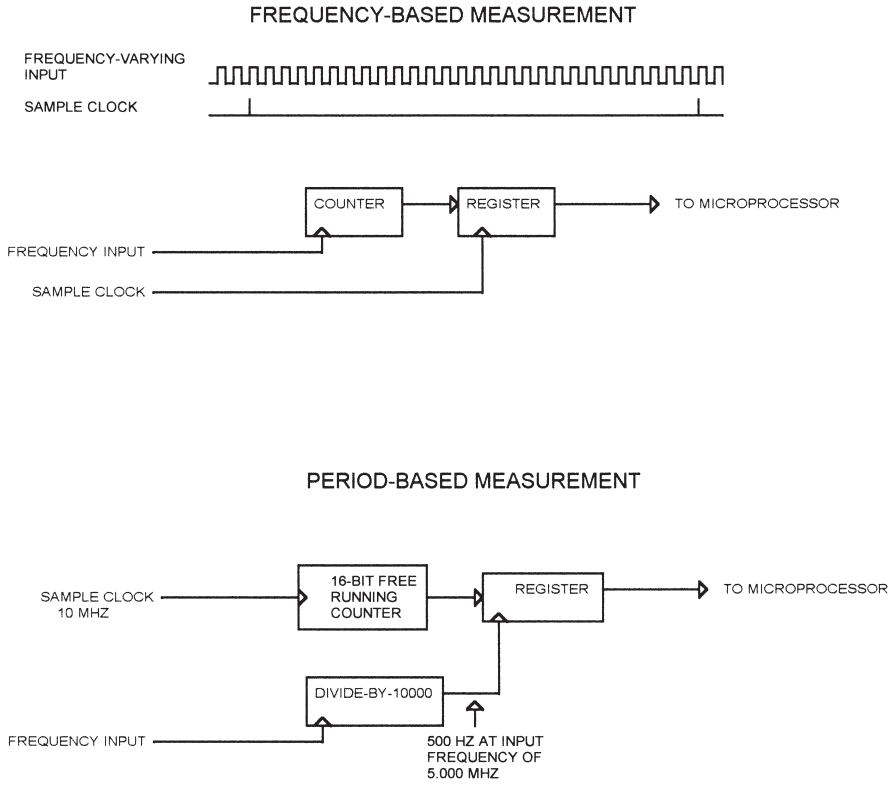 FREQUENCY-BASED MEASUREMENT
FREQUENCY-VARYING
INPUT
SAMPLE CLOCK
COUNTER
REGISTER
TO MICROPROCESSOR
FREQUENCY INPUT
SAMPLE CLOCK
PERIOD-BASED MEASUREMENT
SAMPLE CLOCK
10 MHZ
16-BIT FREE
RUNNING
COUNTER
REGISTER
TO MICROPROCESSOR
DIVIDE-BY-10000
FREQUENCY INPUT
500 HZ AT INPUT
FREQUENCY OF
5.000 MHZ